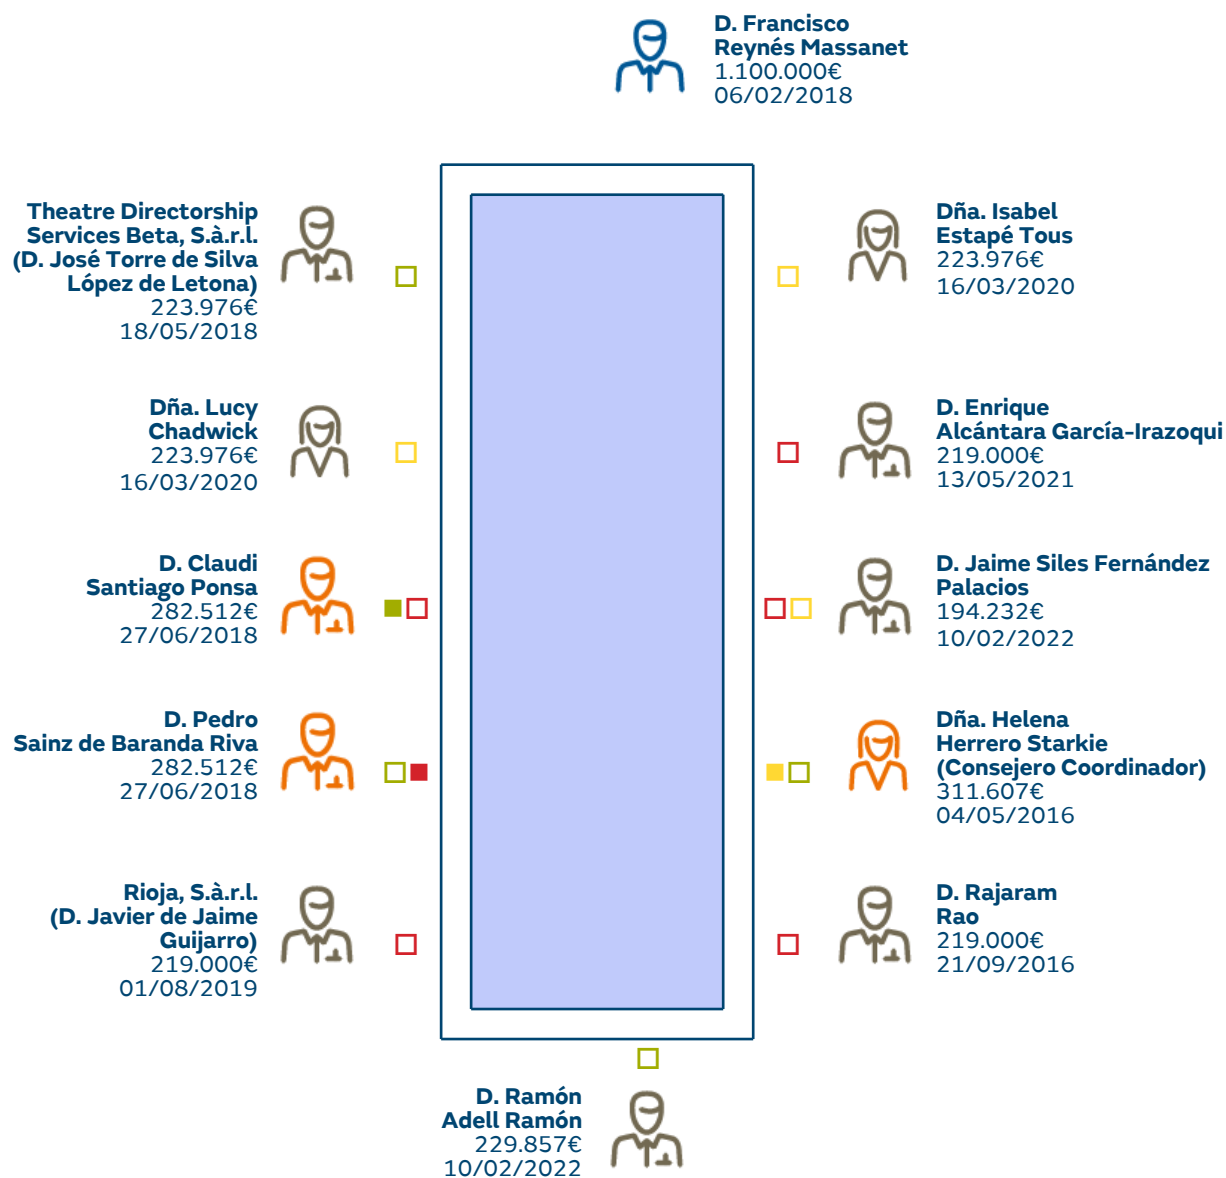 D. Francisco
Reynés Massanet
1.100.000€
06/02/2018
Theatre Directorship
Services Beta, S.à.r.l.
(D. José Torre de Silva
López de Letona)
223.976€
18/05/2018
Dña. Isabel
Estapé Tous
223.976€
16/03/2020
Dña. Lucy
Chadwick
223.976€
16/03/2020
D. Enrique
Alcántara García-Irazoqui
219.000€
13/05/2021
D. Claudi
Santiago Ponsa
282.512€
27/06/2018
D. Jaime Siles Fernández
Palacios
194.232€
10/02/2022
D. Pedro
Sainz de Baranda Riva
282.512€
27/06/2018
Dña. Helena
Herrero Starkie
(Consejero Coordinador)
311.607€
04/05/2016
Rioja, S.à.r.l.
(D. Javier de Jaime
Guijarro)
219.000€
01/08/2019
D. Rajaram
Rao
219.000€
21/09/2016
D. Ramón
Adell Ramón
229.857€
10/02/2022